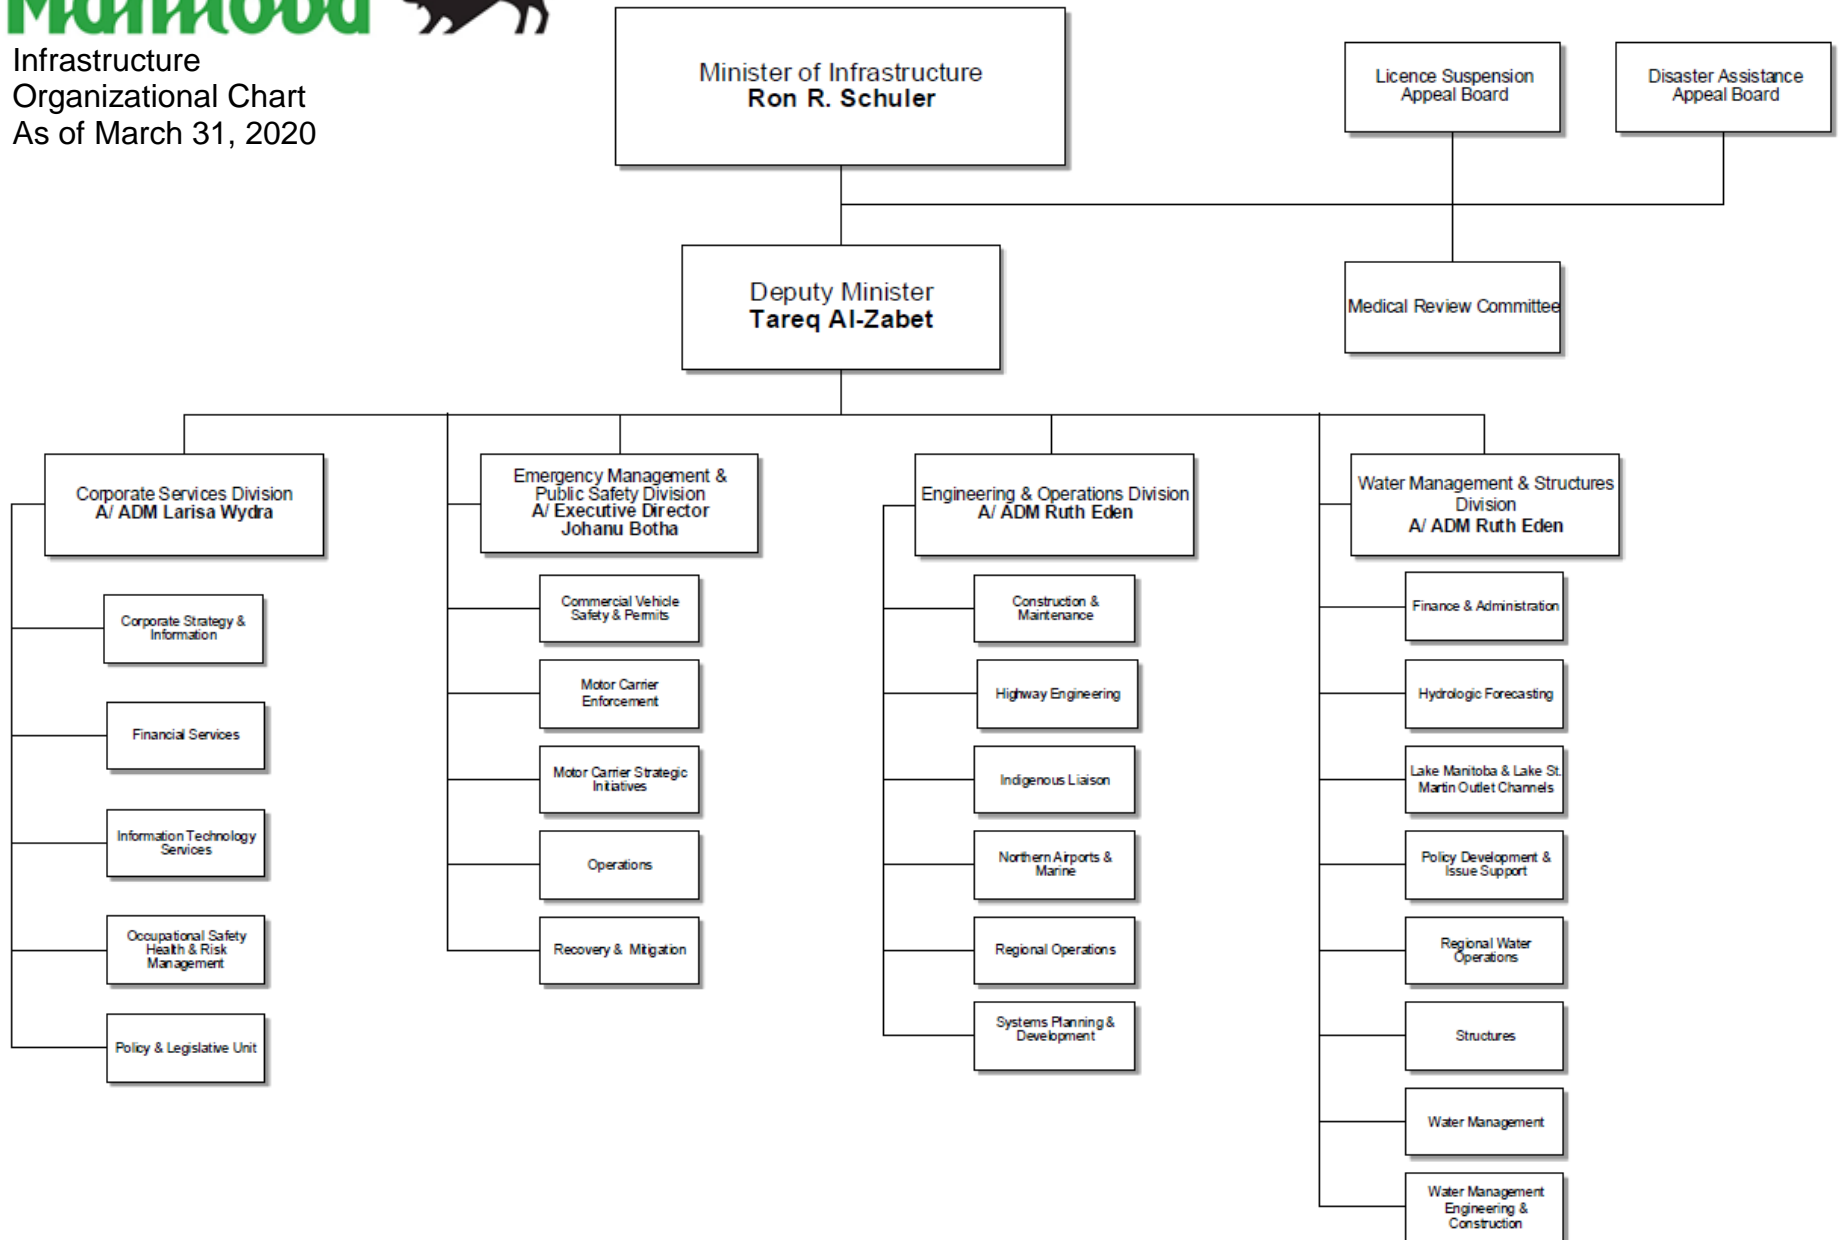 Manitoba
Infrastructure
Organizational Chart
As of March 31, 2020
Minister of Infrastructure
Ron R. Schuler
Licence Suspension
Appeal Board
Disaster Assistance
Appeal Board
Deputy Minister
Tareq Al-Zabet
Medical Review Committee
Corporate Services Division
A/ ADM Larisa Wydra
Corporate Strategy &
Information
Financial Services
Information Technology
Services
Occupational Safety
Health & Risk
Management
Policy & Legislative Unit
Emergency Management &
Public Safety Division
A/ Executive Director
Johanu Botha
Commercial Vehicle
Safety & Permits
Motor Carrier
Enforcement
Motor Carrier Strategic
Initiatives
Operations
Recovery & Mitigation
Engineering & Operations Division
A/ ADM Ruth Eden
Construction &
Maintenance
Highway Engineering
Indigenous Liaison
Northern Airports &
Marine
Regional Operations
Systems Planning &
Development
Water Management & Structures
Division
A/ ADM Ruth Eden
Finance & Administration
Hydrologic Forecasting
Lake Manitoba & Lake St.
Martin Outlet Channels
Policy Development &
Issue Support
Regional Water
Operations
Structures
Water Management
Water Management
Engineering &
Construction